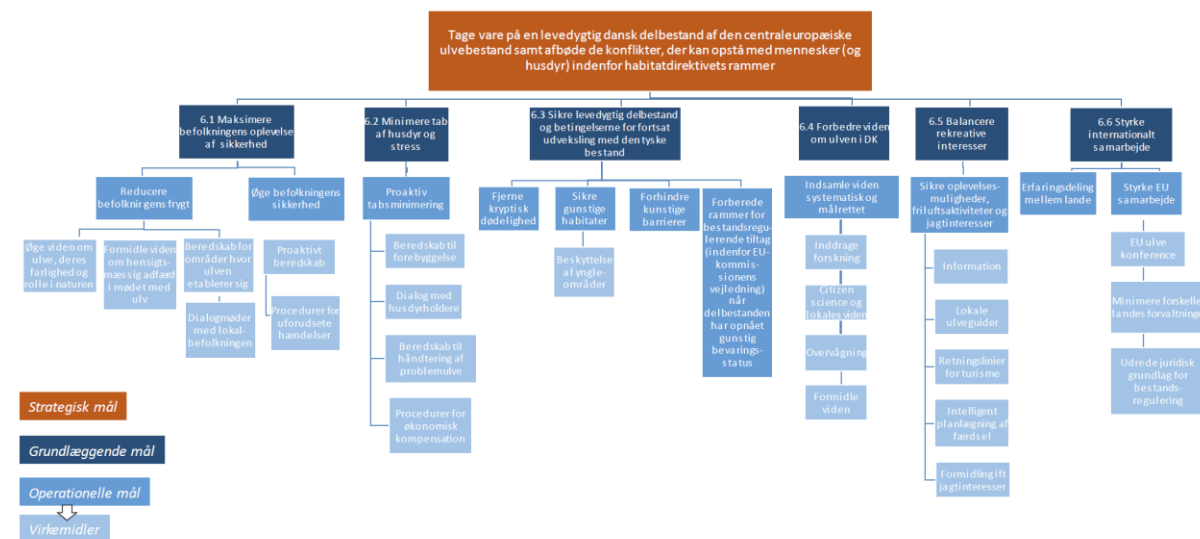 Tage vare på en levedygtig dansk delbestand af den centraleuropæiske
ulvebestand samt afbøde de konflikter, der kan opstå med mennesker (og
husdyr) indenfor habitatdirektivets rammer
6.1 Maksimere
befolkningens oplevelse
af sikkerhed
6.2 Minimere tab
af husdyr og
stress
6.3 Sikre levedygtig delbestand
og betingelserne for fortsat
udveksling med den tyske
bestand
6.4 Forbedre viden
om ulven i DK
6.5 Balancere
rekreative
interesser
6.6 Styrke
internationalt
samarbejde
Reducere
befolknirgens frygt
Øge befolkningens
sikkerhed
Proaktiv
tabsminimering
Fjerne
kryptisk
dødelighed
Sikre
gunstige
habitater
Forhindre
kunstige
barrierer
Forberede
rammer for
bestandsregu-
lerende tiltag
(indenfor EU-
kommis-
sionens
vejledning)
når
delbestanden
har opnået
gunstig
bevarings-
status
Indsamle viden
systematisk og
målrettet
Sikre oplevelses-
muligheder,
friluftsaktiviteter og
jagtinteresser
Erfaringsdeling
mellem lande
Styrke EU
samarbejde
Øge viden om
ulve, deres
farlighed og
rolle i naturen
Formidle viden
om hensigts-
mæssig adfærd
i mødet med
ulv
Beredskab for
områder hvor
ulven
etablerer sig
Dialogmøder
med lokal-
befolkningen
Proaktivt
beredskab
Procedurer for
uforudsete
hændelser
Beredskab til
forebyggelse
Dialog med
husdyrholdere
Beredskab til
håndtering af
problemulve
Procedurer for
økonomisk
kompensation
Beskyttelse
af yngle-
områder
Inddrage
forskning
Citizen
science og
lokales viden
Overvågning
Formidle
viden
Information
Lokale
ulveguider
Retningslinier
for turisme
Intelligent
planlægning af
færdsel
Formidling ift
jagtinteresser
EU ulve
konference
Minimere forskelle
landes forvaltning
Udrede juridisk
grundlag for
bestands-
regulering
Strategisk mål
Grundlæggende mål
Operationelle mål
Virkemidler